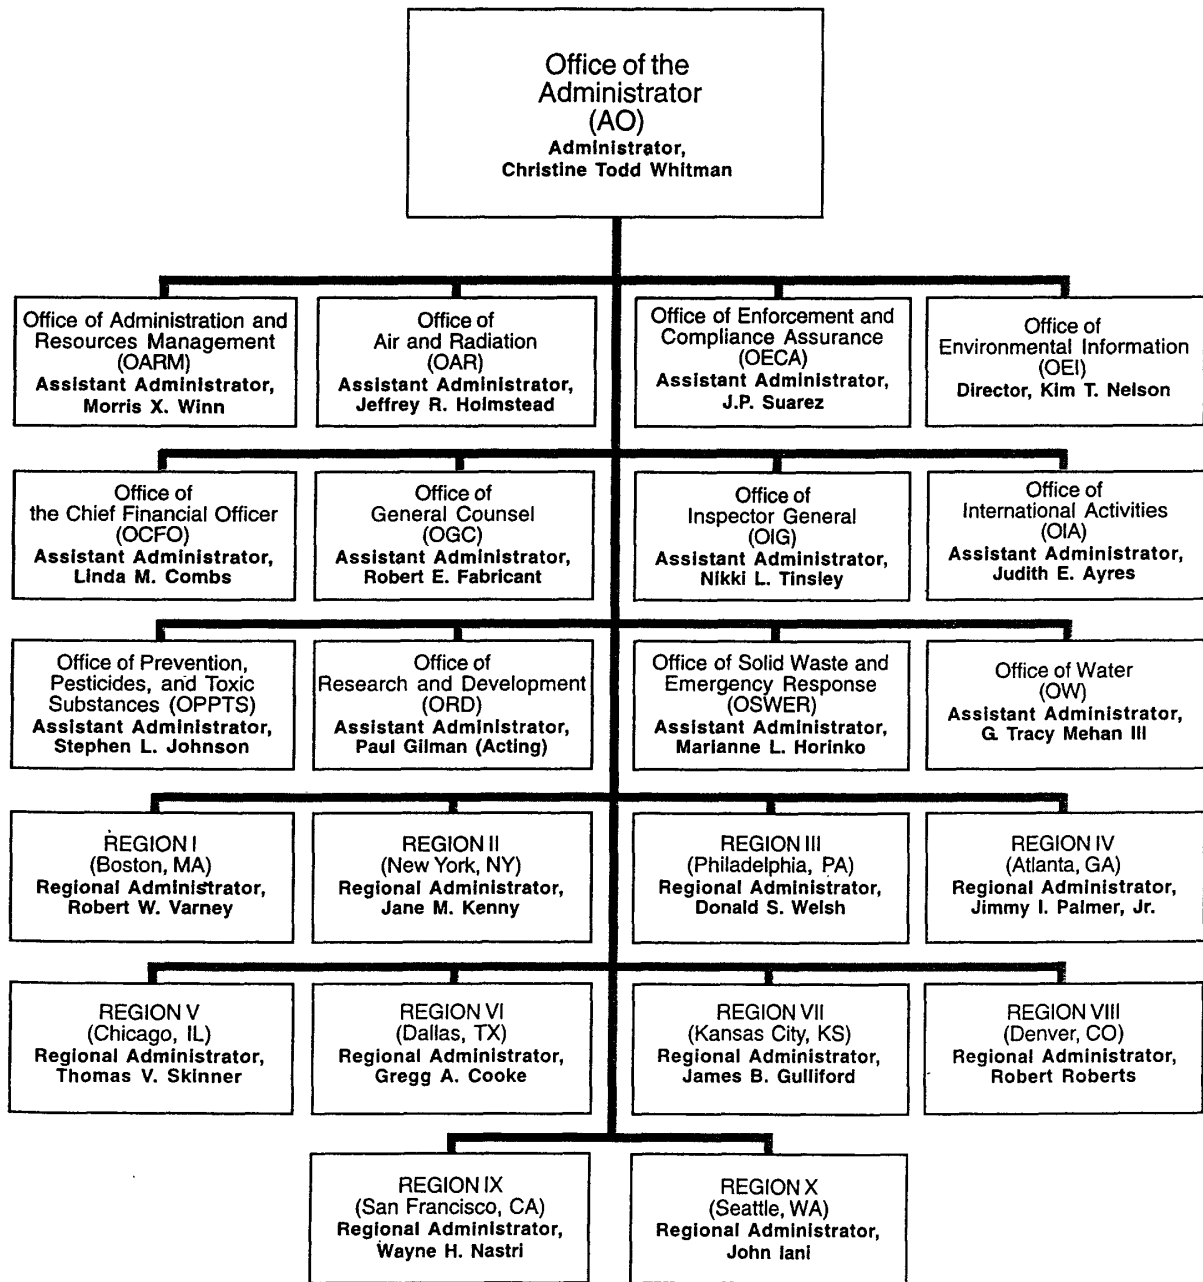 Office of the
Administrator
(AO)
Administrator,
Christine Todd Whitman
Office of Administration and
Resources Management
(OARM)
Assistant Administrator,
Morris X. Winn
Office of
Air and Radiation
(OAR)
Assistant Administrator,
Jeffrey R. Holmstead
Office of Enforcement and
Compliance Assurance
(OECA)
Assistant Administrator,
J.P. Suarez
Office of
Environmental Information
(OEI)
Director, Kim T. Nelson
Office of
the Chief Financial Officer
(OCFO)
Assistant Administrator,
Linda M. Combs
Office of
General Counsel
(OGC)
Assistant Administrator,
Robert E. Fabricant
Office of
Inspector General
(OIG)
Assistant Administrator,
Nikki L. Tinsley
Office of
International Activities
(OIA)
Assistant Administrator,
Judith E. Ayres
Office of Prevention,
Pesticides, and Toxic
Substances (OPPTS)
Assistant Administrator,
Stephen L. Johnson
Office of
Research and Development
(ORD)
Assistant Administrator,
Paul Gilman (Acting)
Office of Solid Waste and
Emergency Response
(OSWER)
Assistant Administrator,
Marianne L. Horinko
Office of Water
(OW)
Assistant Administrator,
G. Tracy Mehan III
REGION I
(Boston, MA)
Regional Administrator,
Robert W. Varney
REGION II
(New York, NY)
Regional Administrator,
Jane M. Kenny
REGION III
(Philadelphia, PA)
Regional Administrator,
Donald S. Welsh
REGION IV
(Atlanta, GA)
Regional Administrator,
Jimmy I. Palmer, Jr.
REGION V
(Chicago, IL)
Regional Administrator,
Thomas V. Skinner
REGION VI
(Dallas, TX)
Regional Administrator,
Gregg A. Cooke
REGION VII
(Kansas City, KS)
Regional Administrator,
James B. Gulliford
REGION VIII
(Denver, CO)
Regional Administrator,
Robert Roberts
REGION IX
(San Francisco, CA)
Regional Administrator,
Wayne H. Nastri
REGION X
(Seattle, WA)
Regional Administrator,
John Iani